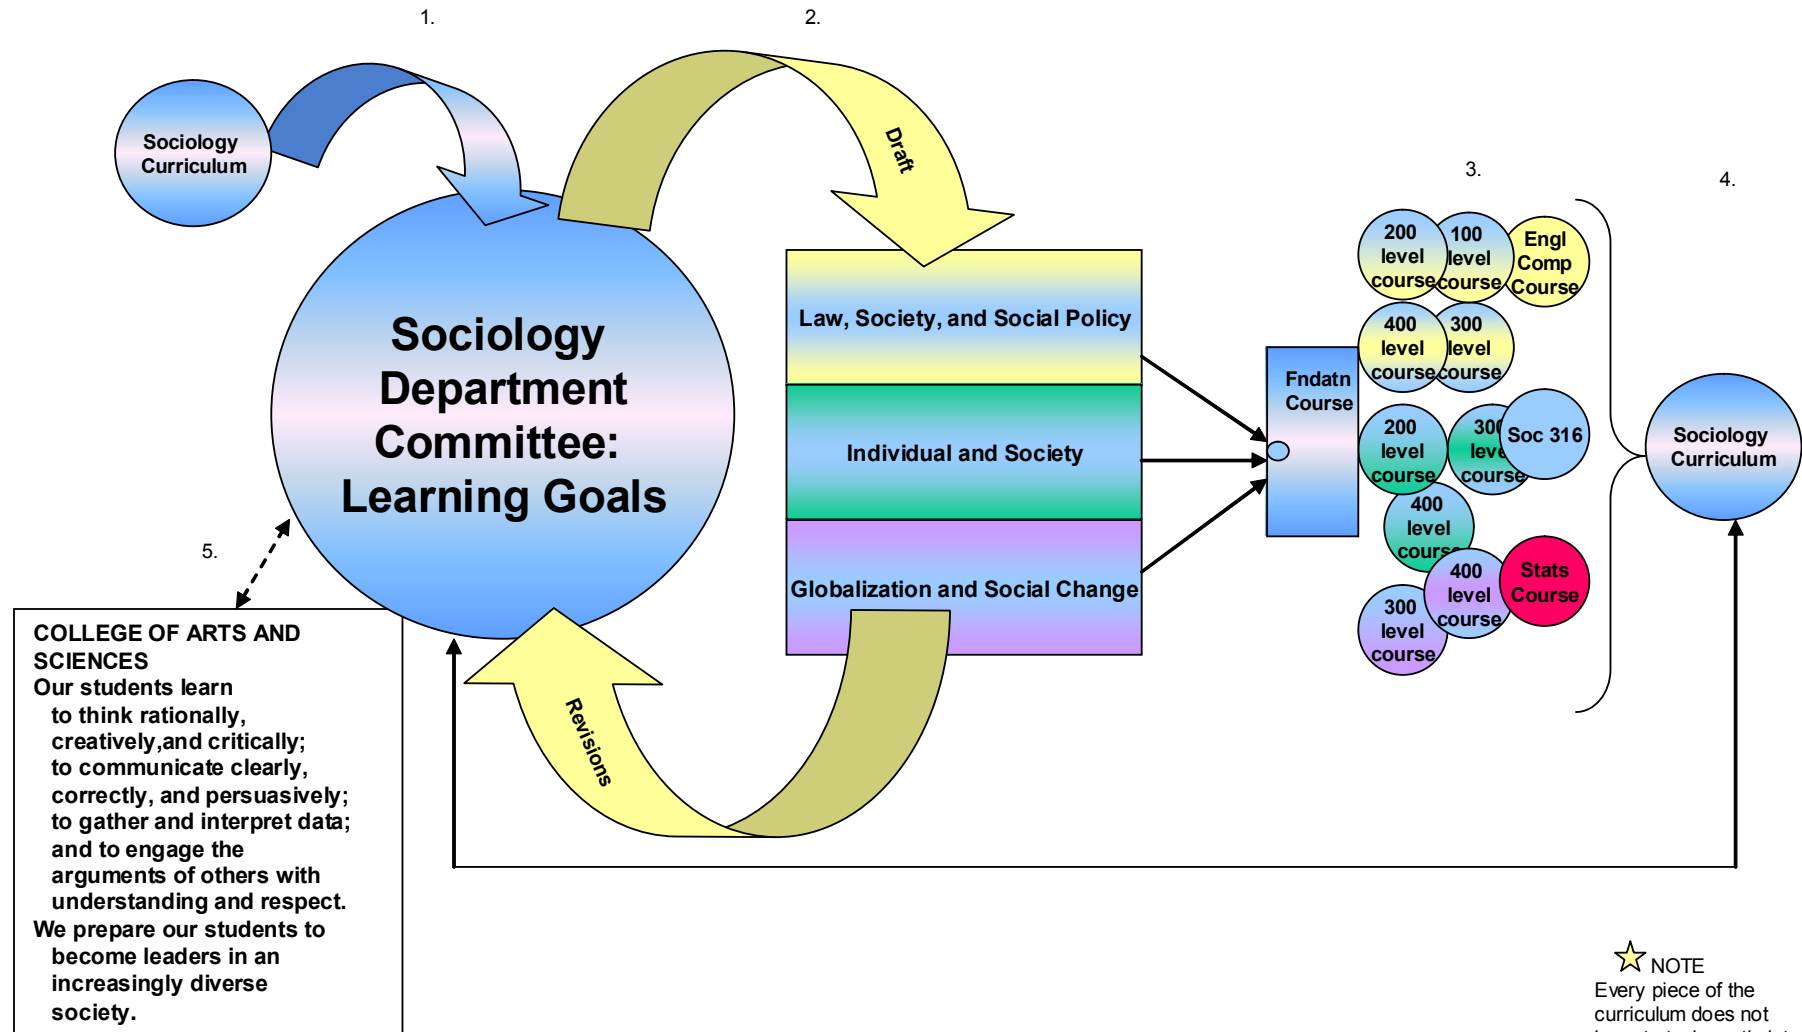 1.
2.
3.
4.
5.
Sociology
Curriculum
Sociology
Department
Committee:
Learning Goals
Draft
Law, Society, and Social Policy
Individual and Society
Globalization and Social Change
Revisions
Fndatn
Course
200
level
course
100
level
course
Engl
Comp
Course
400
level
course
300
level
course
200
level
course
300
level
course
Soc 316
400
level
course
400
level
course
Stats
Course
300
level
course
Sociology
Curriculum
COLLEGE OF ARTS AND
SCIENCES
Our students learn
to think rationally,
creatively,and critically;
to communicate clearly,
correctly, and persuasively;
to gather and interpret data;
and to engage the
arguments of others with
understanding and respect.
We prepare our students to
become leaders in an
increasingly diverse
society.
NOTE
Every piece of the
curriculum does not